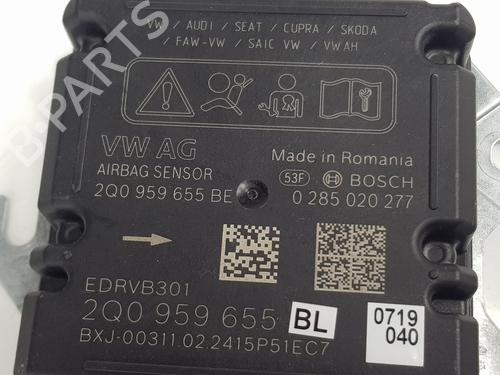 VW / AUDI / SEAT / CUPRA / SKODA
/ FAW-VW / SAIC VW / VW AH
VW AG
AIRBAG SENSOR
2Q0 959 655 BE
Made in Romania
53F BOSCH
0 285 020 277
EDRVB301
2Q0 959 655 BL
0719
040
BXJ-00311.02.2415P51EC7
B-PARTS